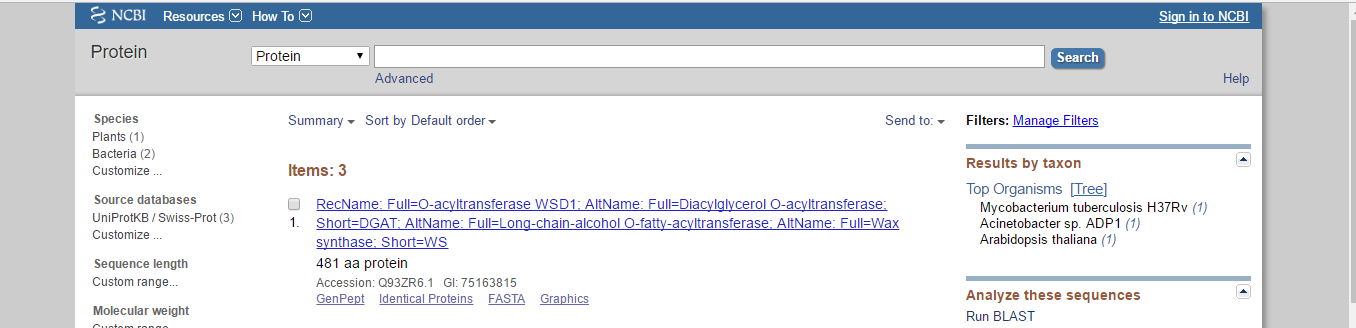 NCBI Resources How To Sign in to NCBI
Protein Protein Search
Advanced Help
Species
Plants (1)
Bacteria (2)
Customize ...
Source databases
UniProtKB / Swiss-Prot (3)
Customize ...
Sequence length
Custom range...
Molecular weight
Custom range...
Summary Sort by Default order Send to:
Items: 3
RecName: Full=O-acyltransferase WSD1; AltName: Full=Diacylglycerol O-acyltransferase;
1. Short=DGAT; AltName: Full=Long-chain-alcohol O-fatty-acyltransferase; AltName: Full=Wax
synthase; Short=WS
481 aa protein
Accession: Q93ZR6.1 GI: 75163815
GenPept Identical Proteins FASTA Graphics
Filters: Manage Filters
Results by taxon
Top Organisms [Tree]
Mycobacterium tuberculosis H37Rv (1)
Acinetobacter sp. ADP1 (1)
Arabidopsis thaliana (1)
Analyze these sequences
Run BLAST